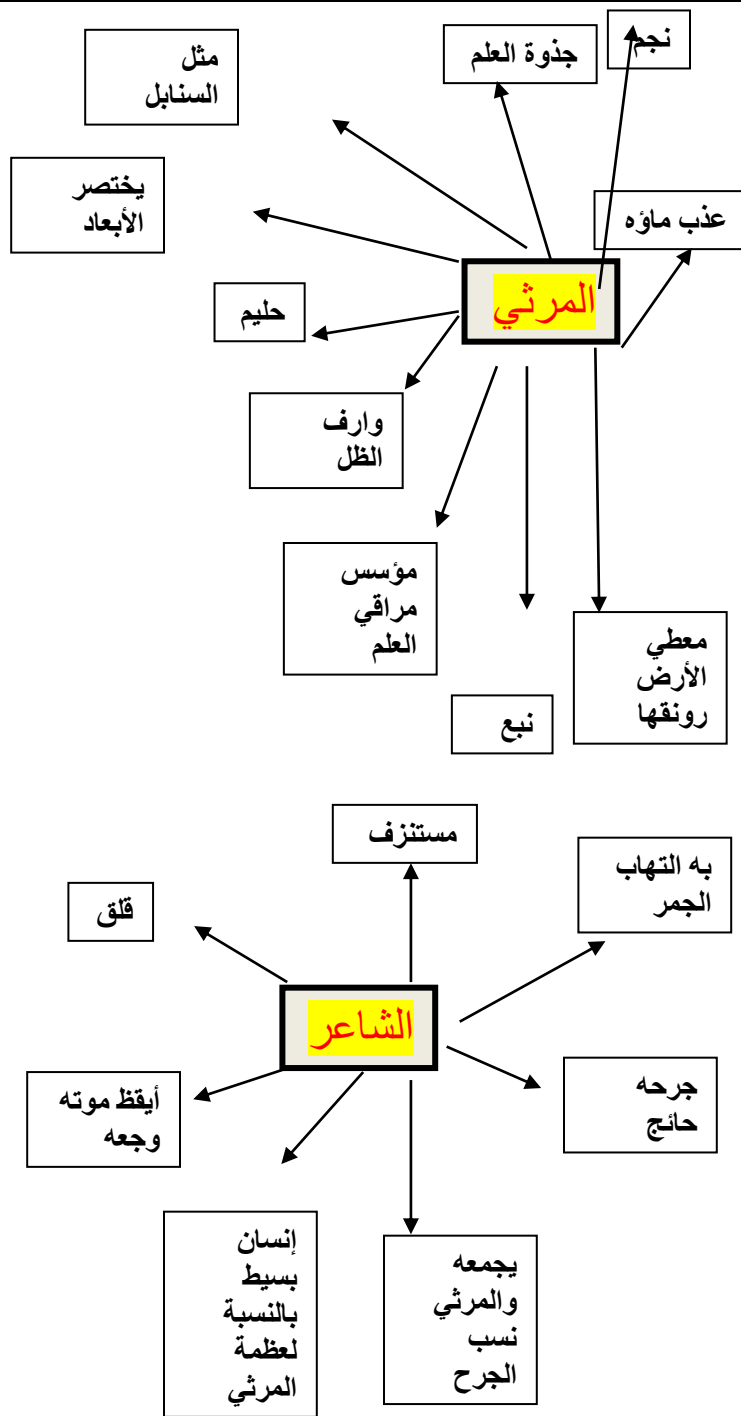 نجم
جذوة العلم
مثل
السنابل
يختصر
الأبعاد
عذب ماؤه
المرثي
حليم
وارف
الظل
مؤسس
مراقي
العلم
معطي
الأرض
رونقها
نبع
مستنزف
به التهاب
الجمر
قلق
الشاعر
أيقظ موته
وجعه
جرحه
حائج
إنسان
بسيط
بالنسبة
لعظمة
المرثي
يجمعه
والمرثي
نسب
الجرح